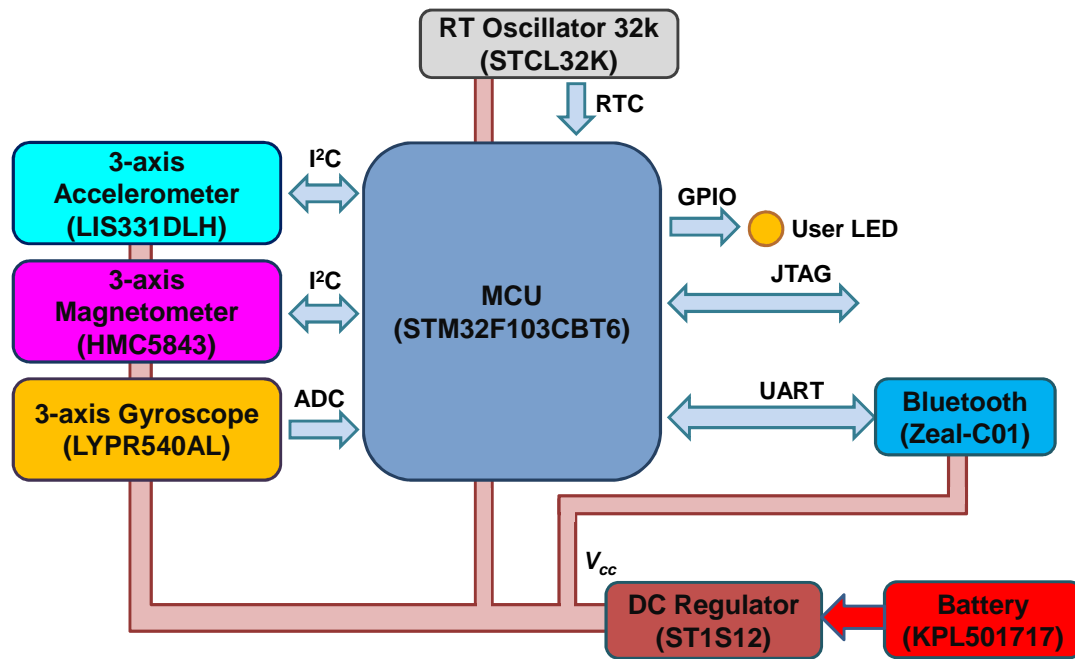 RT Oscillator 32k
(STCL32K)
RTC
3-axis
Accelerometer
(LIS331DLH)
I²C
GPIO
User LED
3-axis
Magnetometer
(HMC5843)
I²C
MCU
(STM32F103CBT6)
JTAG
3-axis Gyroscope
(LYPR540AL)
ADC
UART
Bluetooth
(Zeal-C01)
Vcc
DC Regulator
(ST1S12)
Battery
(KPL501717)